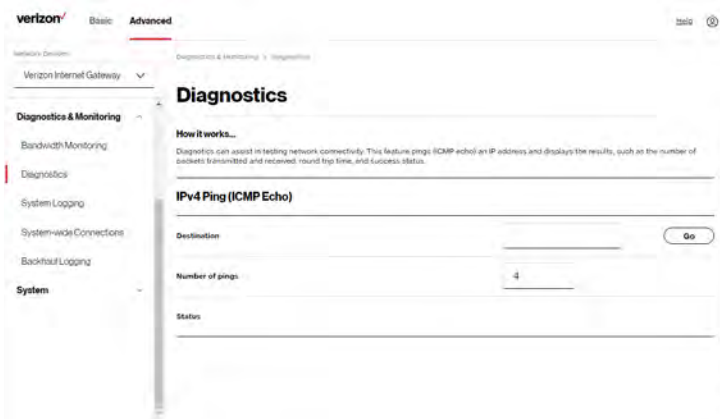 verizon
Basic
Advanced
Help
Network Devices
Diagnostics & Monitoring > Diagnostics
Verizon Internet Gateway
Diagnostics
Diagnostics & Monitoring
How it works...
Bandwidth Monitoring
Diagnostics can assist in testing network connectivity. This feature pings (ICMP echo) an IP address and displays the results, such as the number of
packets transmitted and received, round trip time, and success status.
Diagnostics
System Logging
IPv4 Ping (ICMP Echo)
System-wide Connections
Destination
Go
Backhaul Logging
Number of pings
4
System
Status